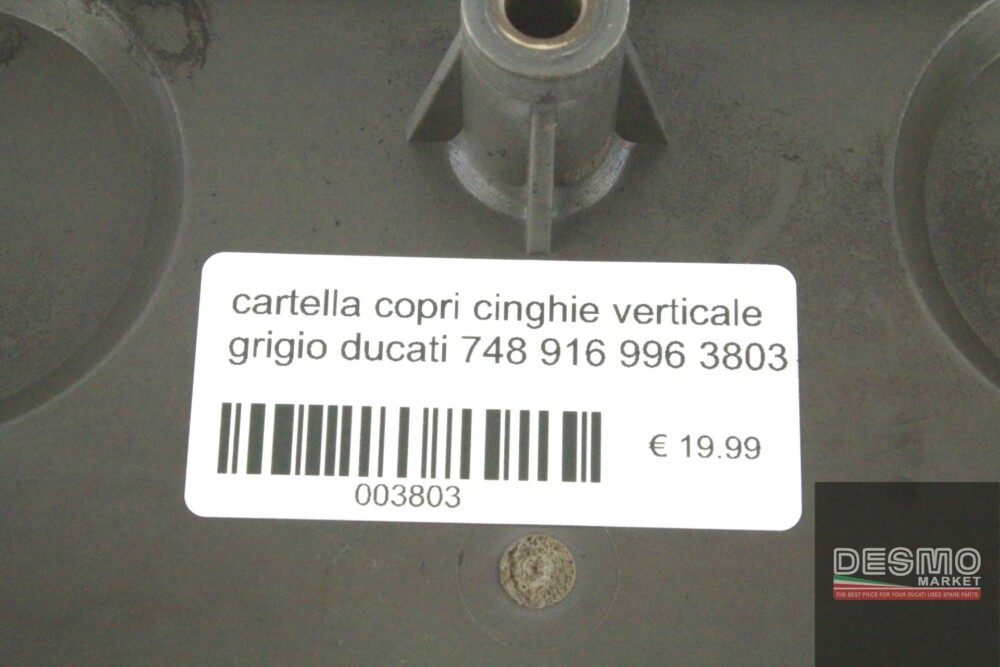 cartella copri cinghie verticale
grigio ducati 748 916 996 3803
€ 19.99
003803
DESMO
MARKET
THE BEST PRICE FOR YOUR DUCATI USED SPARE PARTS